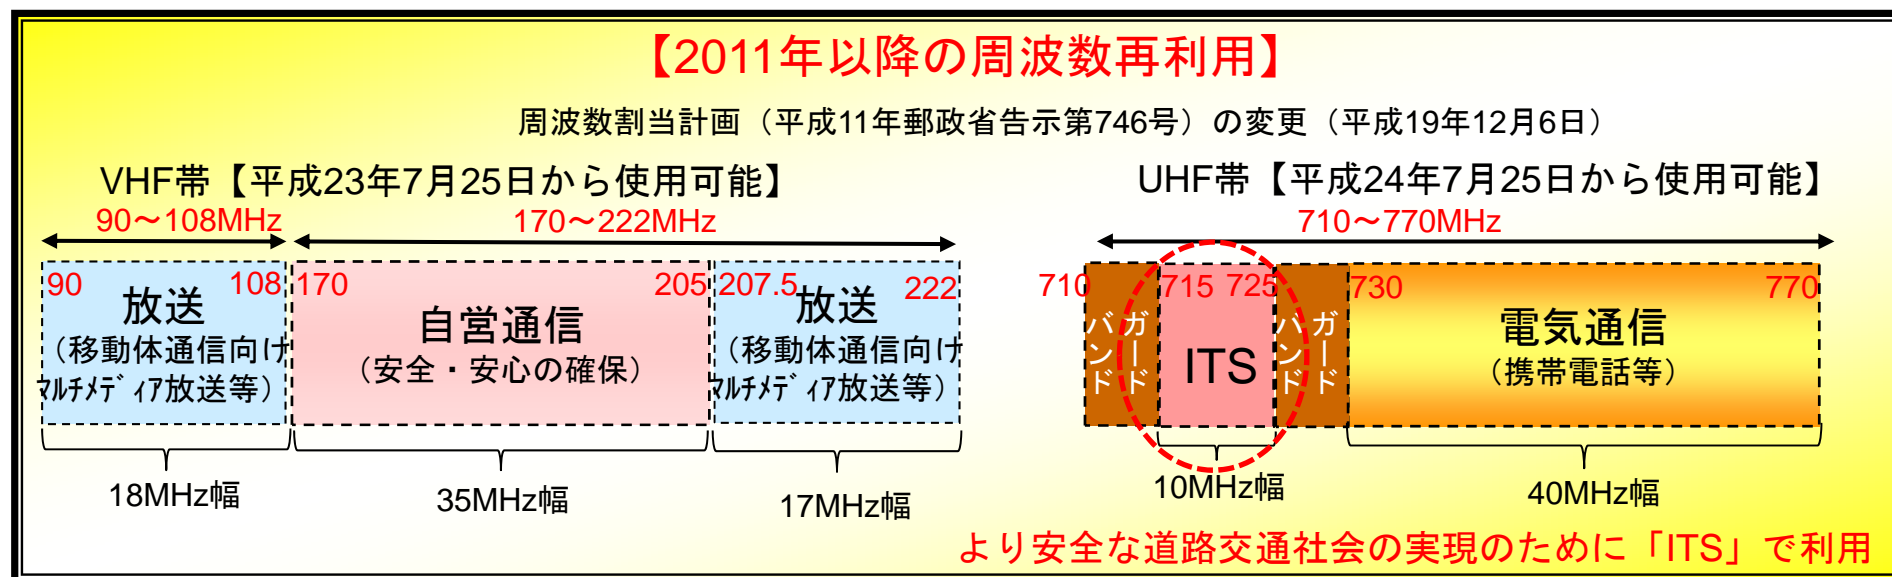 【2011年以降の周波数再利用】
周波数割当計画（平成11年郵政省告示第746号）の変更（平成19年12月6日）
VHF帯【平成23年7月25日から使用可能】
UHF帯【平成24年7月25日から使用可能】
90～108MHz
170～222MHz
710～770MHz
90
108
放送
（移動体通信向け
ﾏﾙﾁﾒﾃﾞｨｱ放送等）
170
205
自営通信
（安全・安心の確保）
207.5
222
放送
（移動体通信向け
ﾏﾙﾁﾒﾃﾞｨｱ放送等）
710
ガード
バンド
715
725
ITS
ガード
バンド
730
770
電気通信
（携帯電話等）
18MHz幅
35MHz幅
17MHz幅
10MHz幅
40MHz幅
より安全な道路交通社会の実現のために「ITS」で利用